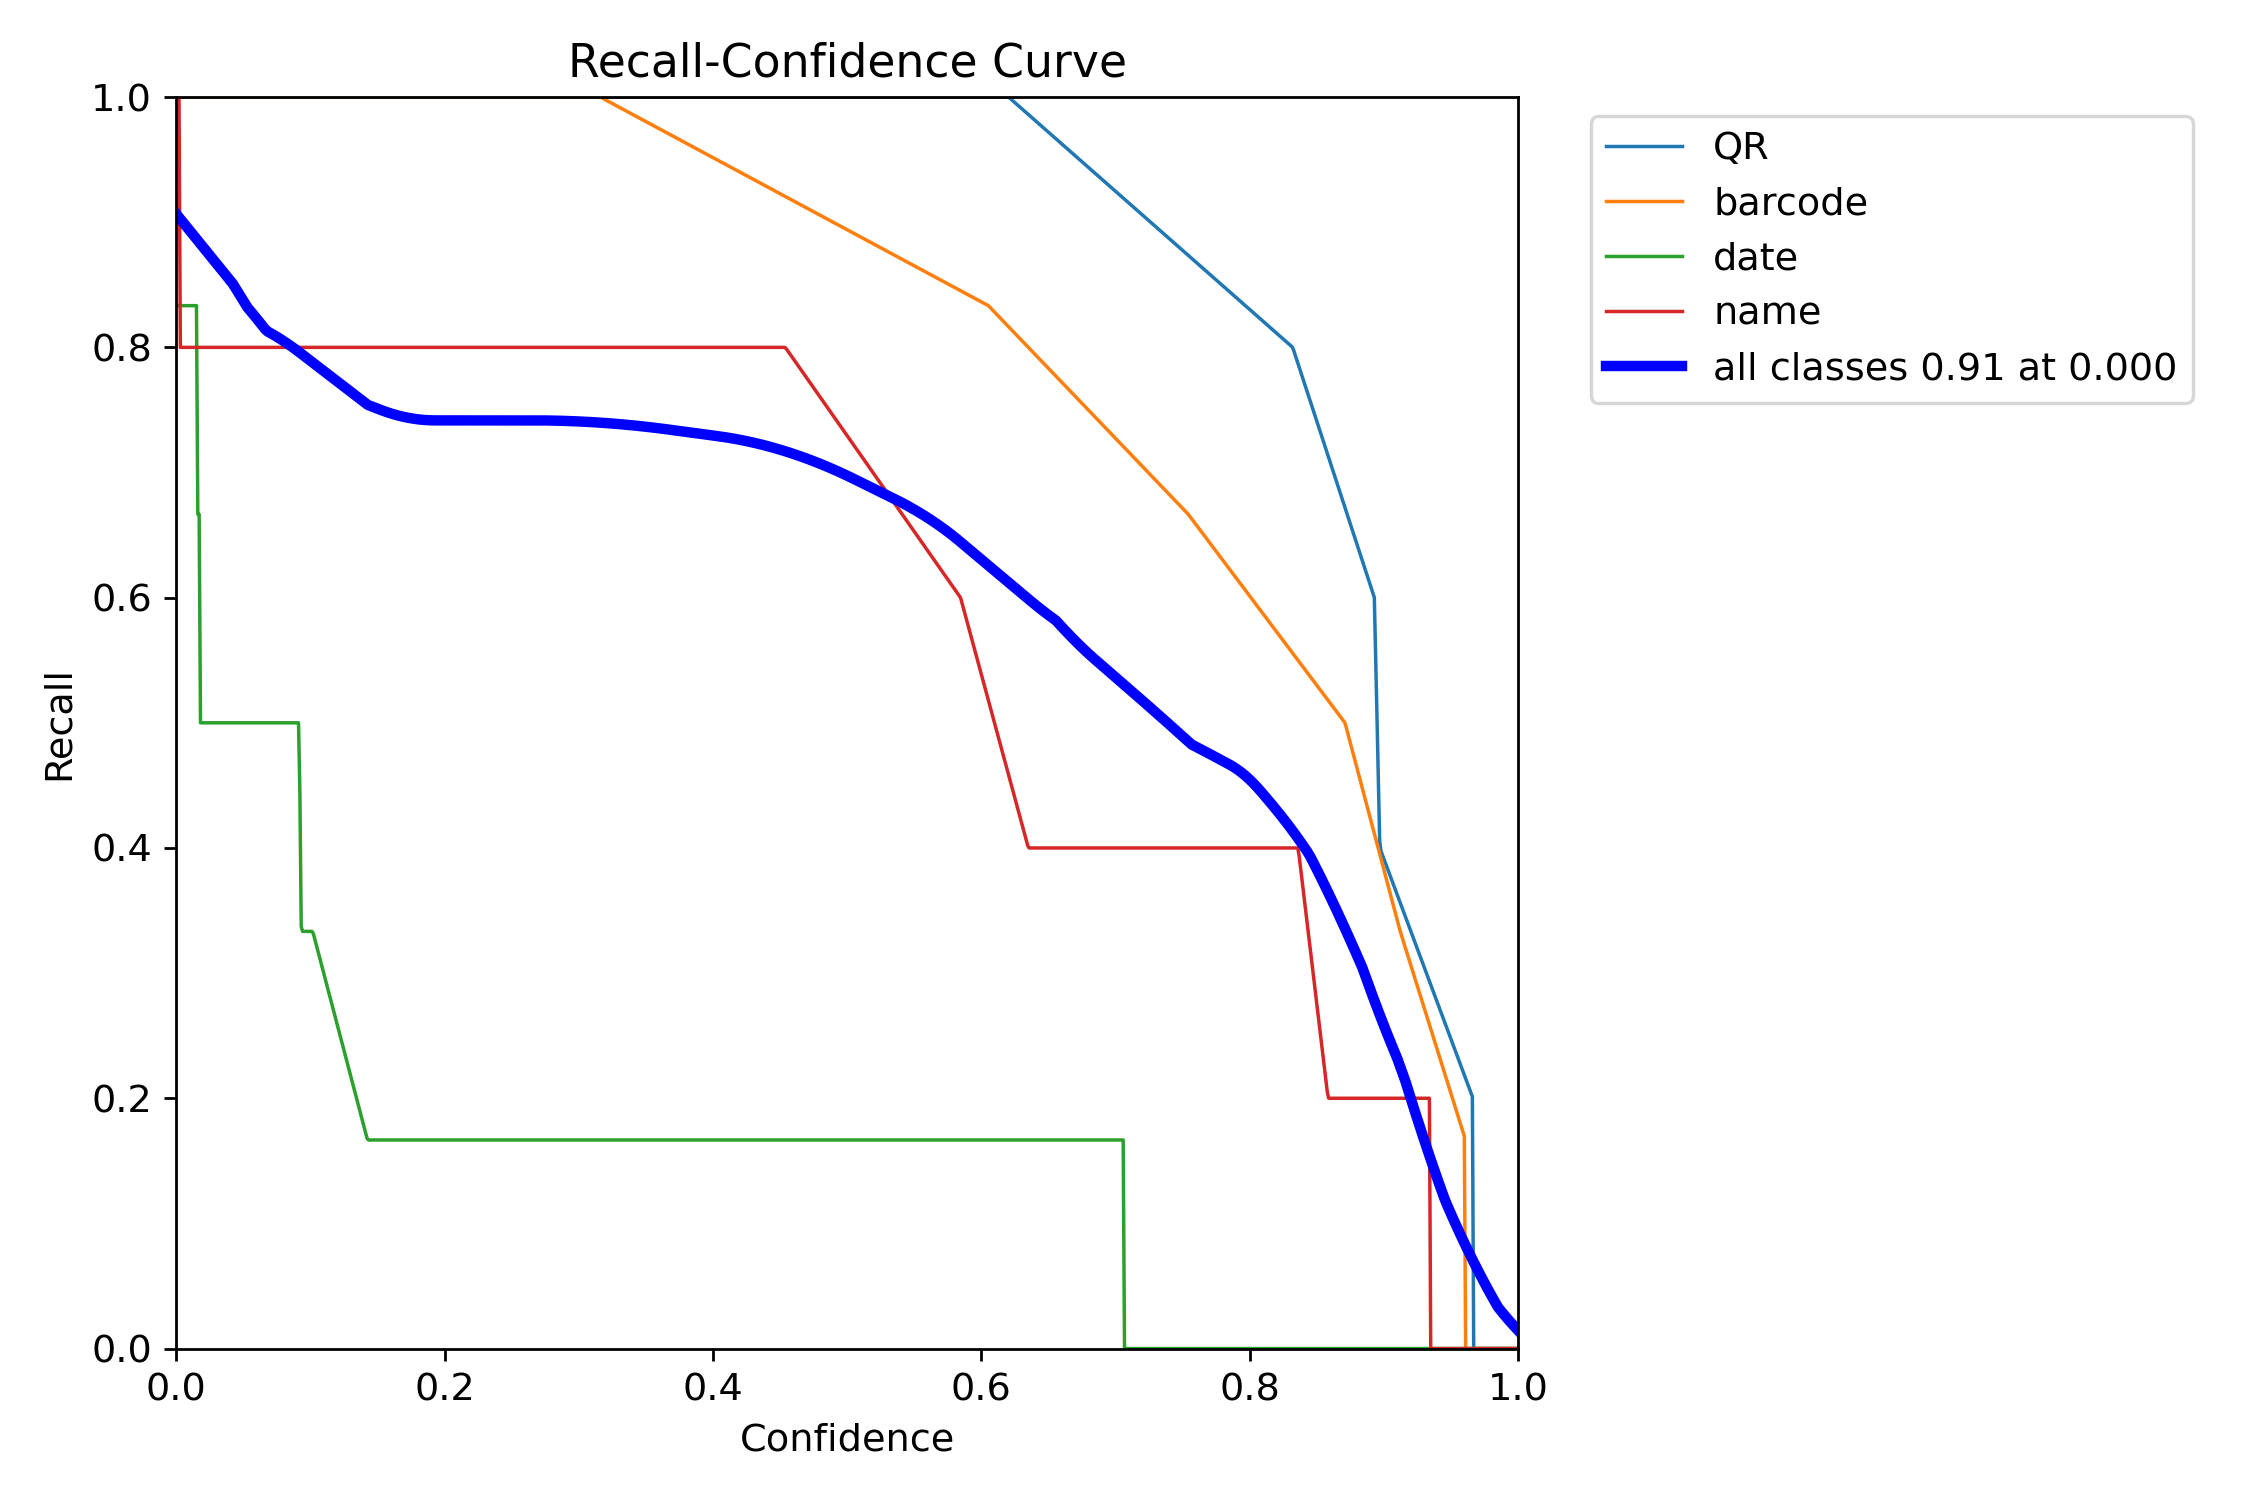 Recall-Confidence Curve
1.0
0.8
0.6
0.4
0.2
0.0
Recall
0.0 0.2 0.4 0.6 0.8 1.0
Confidence
QR
barcode
date
name
all classes 0.91 at 0.000